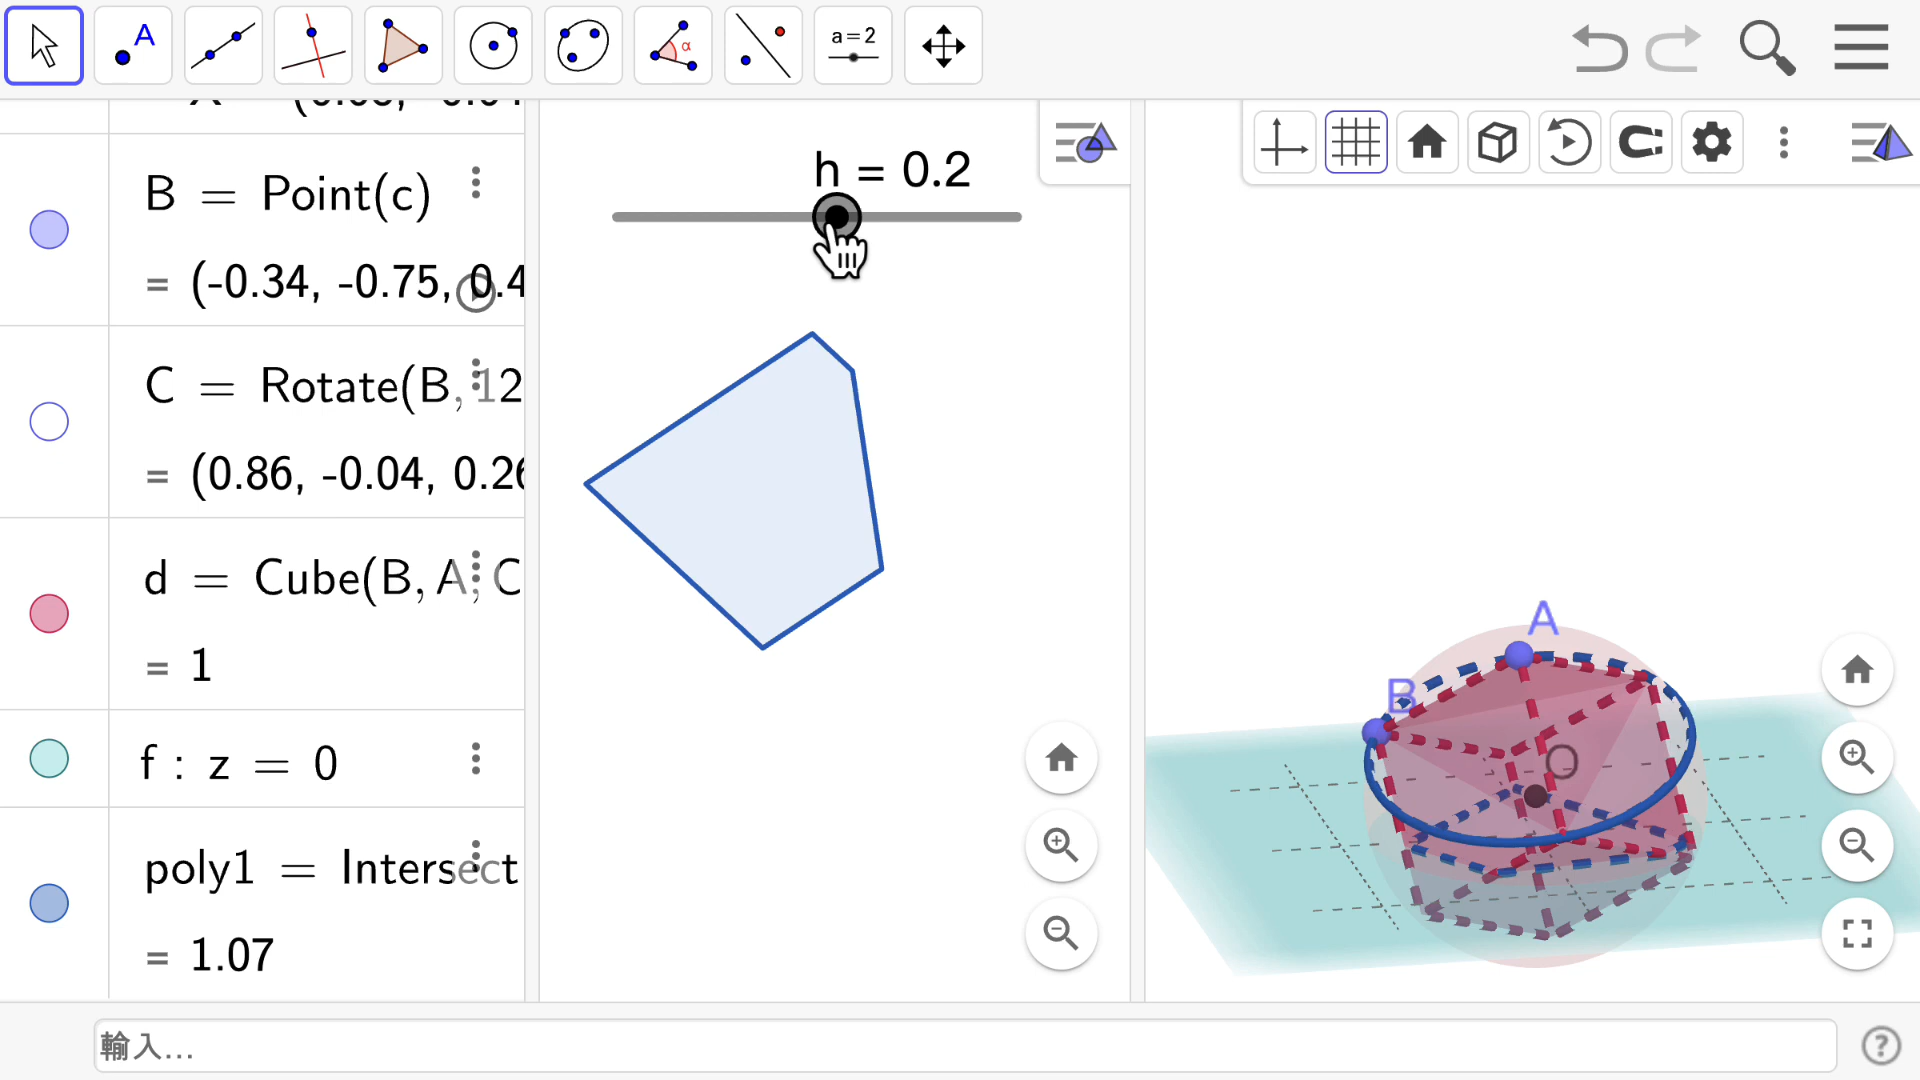 A
α
a = 2
h = 0.2
B = Point(c)
= (-0.34, -0.75, 0.4
C = Rotate(B, 12
= (0.86, -0.04, 0.26
d = Cube(B, A, C
= 1
f : z = 0
poly1 = Intersect
= 1.07
A
B
O
輸入...
?